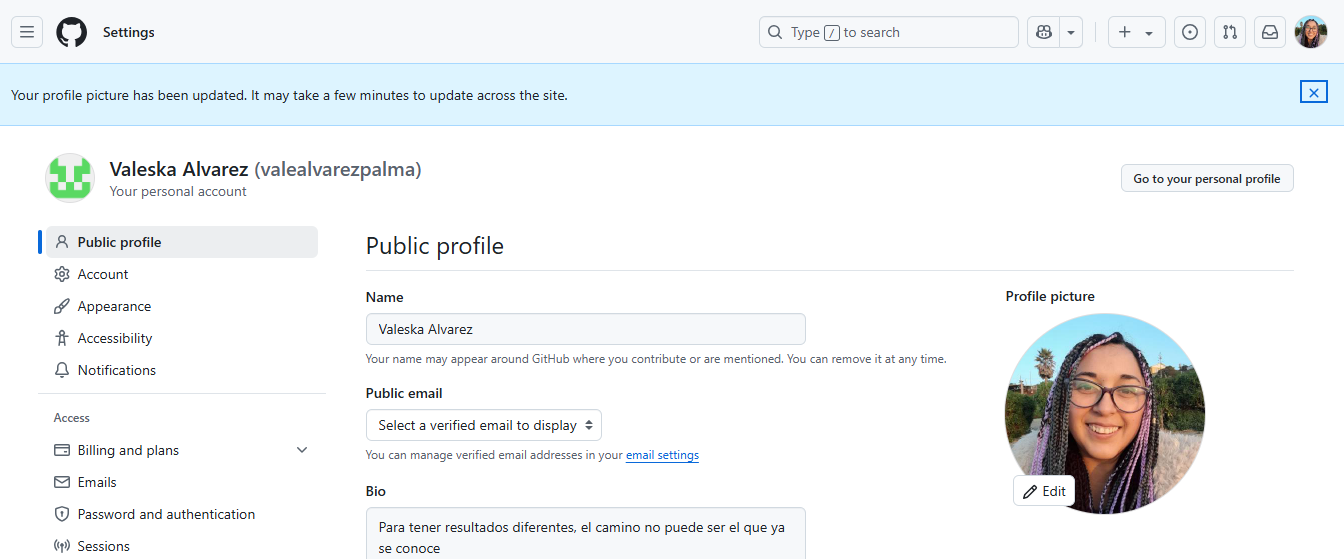 Settings
Type / to search
Your profile picture has been updated. It may take a few minutes to update across the site.
Valeska Alvarez (valealvarezpalma)
Your personal account
Go to your personal profile
Public profile
Account
Appearance
Accessibility
Notifications
Access
Billing and plans
Emails
Password and authentication
Sessions
Public profile
Name
Valeska Alvarez
Your name may appear around GitHub where you contribute or are mentioned. You can remove it at any time.
Public email
Select a verified email to display
You can manage verified email addresses in your email settings
Bio
Para tener resultados diferentes, el camino no puede ser el que ya
se conoce
Profile picture
Edit